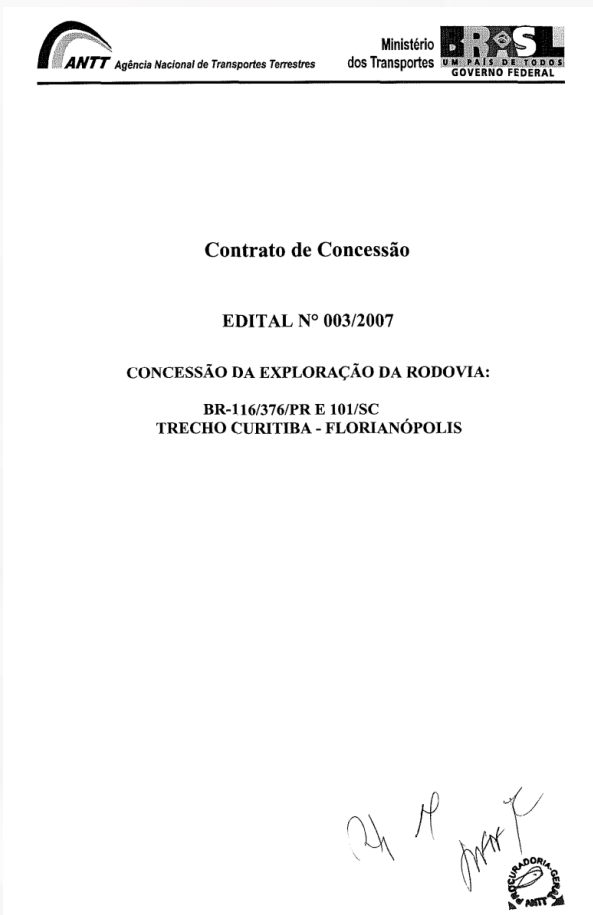 ANTT Agência Nacional de Transportes Terrestres
Ministério
dos Transportes
BRASIL
UM PAÍS DE TODOS
GOVERNO FEDERAL
Contrato de Concessão
EDITAL Nº 003/2007
CONCESSÃO DA EXPLORAÇÃO DA RODOVIA:
BR-116/376/PR E 101/SC
TRECHO CURITIBA - FLORIANÓPOLIS
PROCURADORIA-GERAL
ANTT